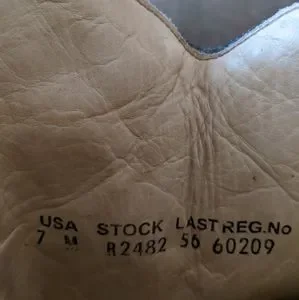 USA STOCK LAST REG.No
7 M R2482 56 60209